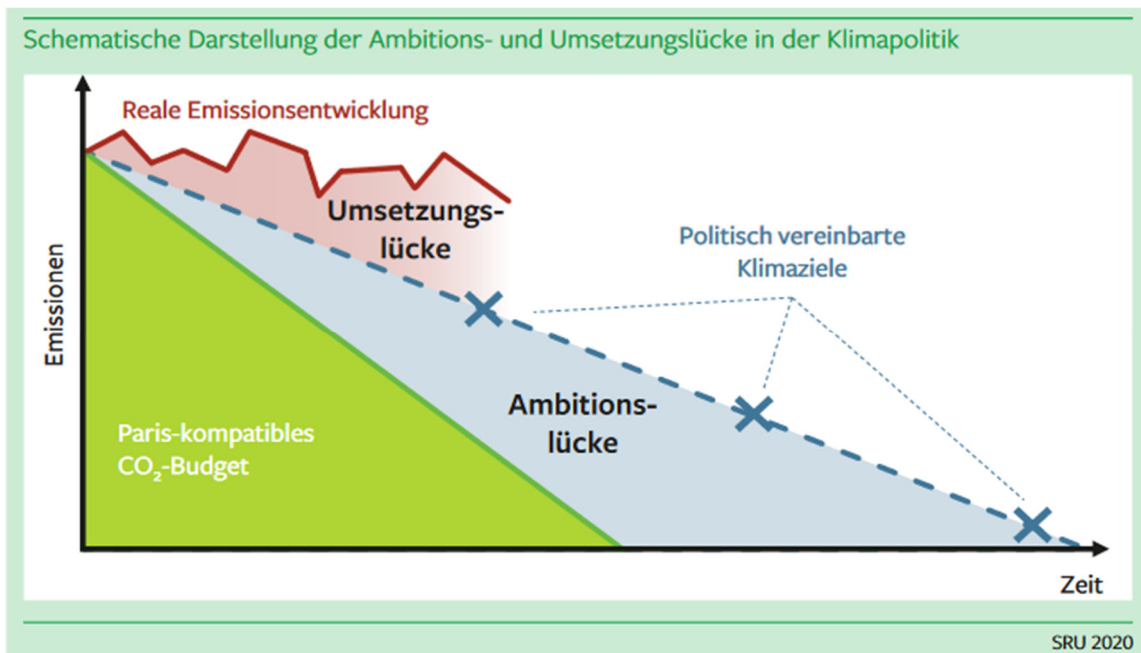 Schematische Darstellung der Ambitions- und Umsetzungslücke in der Klimapolitik
Reale Emissionsentwicklung
Umsetzungs-
lücke
Politisch vereinbarte
Klimaziele
Emissionen
Ambitions-
lücke
Paris-kompatibles
CO₂-Budget
Zeit
SRU 2020